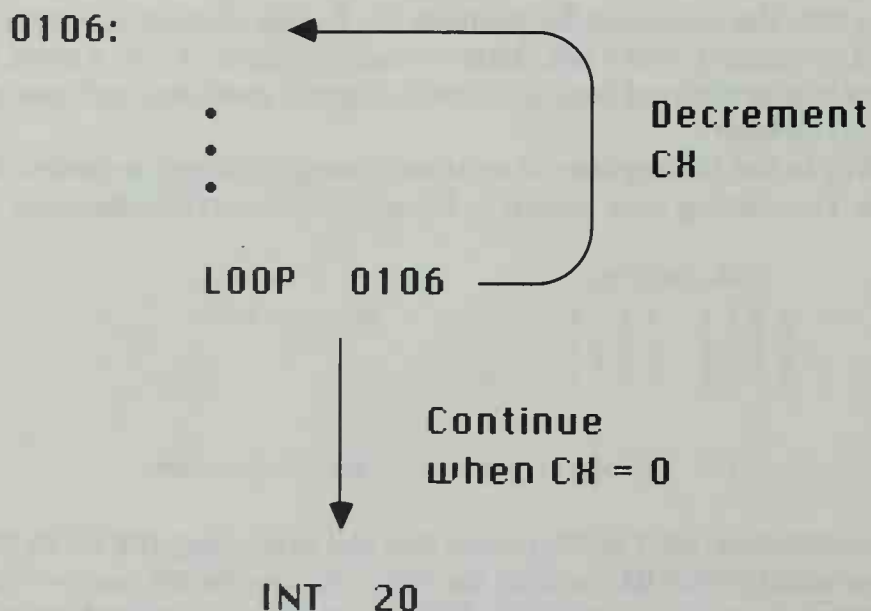 0106:
Decrement
CX
LOOP 0106
Continue
when CX = 0
INT 20